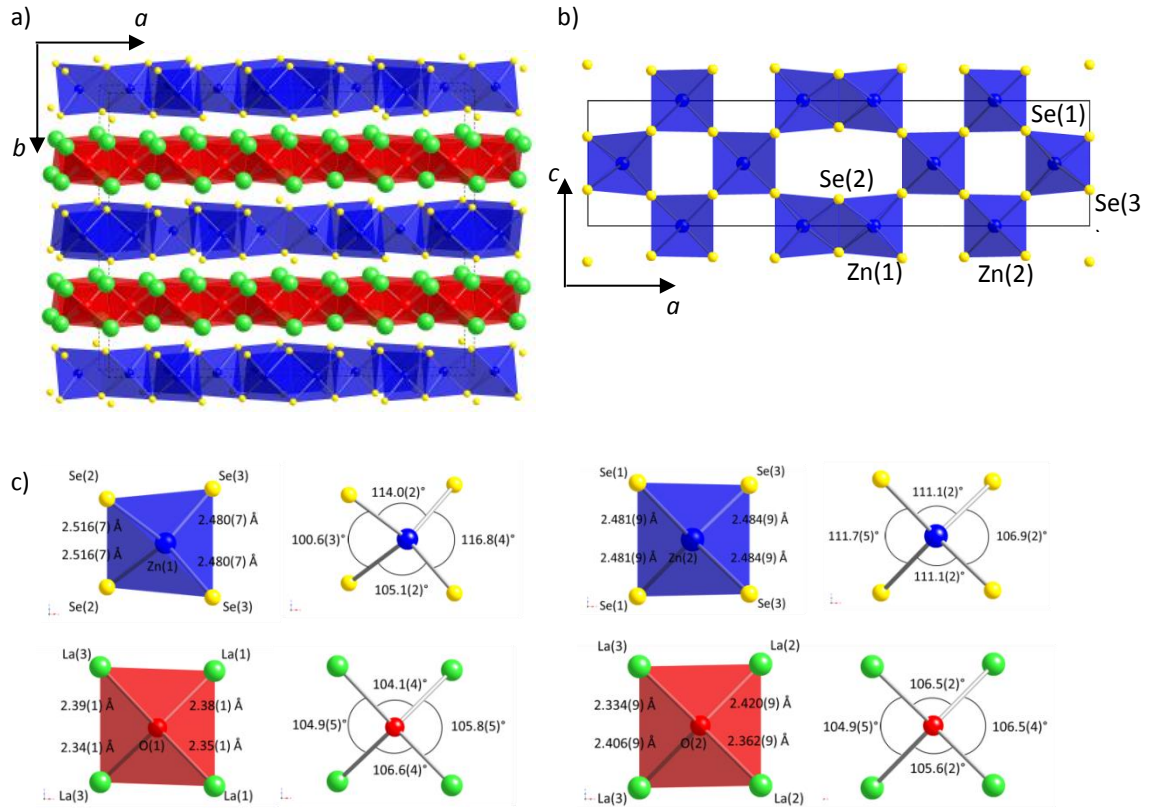 a)
a
b
b)
Se(1)
Se(2)
c
Se(3
Zn(1)
Zn(2)
a
c)
Se(2)
Se(3)
2.516(7) Å
2.480(7) Å
2.516(7) Å
2.480(7) Å
Zn(1)
Se(2)
Se(3)
114.0(2)°
100.6(3)°
116.8(4)°
105.1(2)°
Se(1)
Se(3)
2.481(9) Å
2.484(9) Å
2.481(9) Å
2.484(9) Å
Zn(2)
Se(1)
Se(3)
111.1(2)°
111.7(5)°
106.9(2)°
111.1(2)°
La(3)
La(1)
2.39(1) Å
2.38(1) Å
2.34(1) Å
2.35(1) Å
O(1)
La(3)
La(1)
104.1(4)°
104.9(5)°
105.8(5)°
106.6(4)°
La(3)
La(2)
2.334(9) Å
2.420(9) Å
2.406(9) Å
2.362(9) Å
O(2)
La(3)
La(2)
106.5(2)°
104.9(5)°
106.5(4)°
105.6(2)°